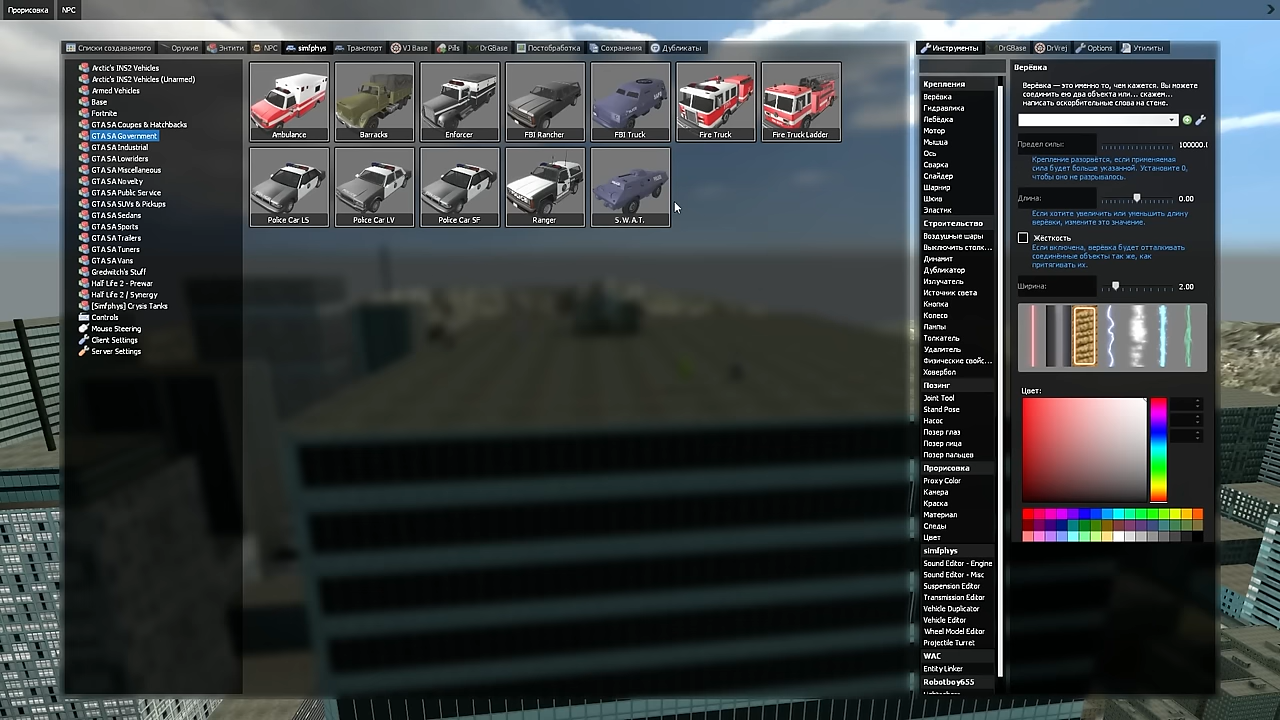 Прорисовка
NPC
Списки создаваемого
Оружие
Энтити
NPC
simfphys
Транспорт
VJ Base
Pills
DrGBase
Постобработка
Сохранения
Дубликаты
Arctic's INS2 Vehicles
Arctic's INS2 Vehicles (Unarmed)
Armed Vehicles
Base
Fortnite
GTA SA Coupes & Hatchbacks
GTA SA Government
GTA SA Industrial
GTA SA Lowriders
GTA SA Miscellaneous
GTA SA Novelty
GTA SA Public Service
GTA SA SUVs & Pickups
GTA SA Sedans
GTA SA Sports
GTA SA Trailers
GTA SA Tuners
GTA SA Vans
Gredwitch's Stuff
Half Life 2 - Prewar
Half Life 2 / Synergy
[Simfphys] Crysis Tanks
Controls
Mouse Steering
Client Settings
Server Settings
Ambulance
Barracks
Enforcer
FBI Rancher
FBI Truck
Fire Truck
Fire Truck Ladder
Police Car LS
Police Car LV
Police Car SF
Ranger
S.W.A.T.
Инструменты
DrGBase
DrVrej
Options
Утилиты
Крепления
Верёвка
Гидравлика
Лебёдка
Мотор
Мышца
Ось
Сварка
Слайдер
Шарнир
Шкив
Эластик
Строительство
Воздушные шары
Выключить столк...
Динамит
Дубликатор
Излучатель
Источник света
Кнопка
Колесо
Лампы
Толкатель
Удалитель
Физические свойс...
Ховербол
Позинг
Joint Tool
Stand Pose
Насос
Позер глаз
Позер лица
Позер пальцев
Прорисовка
Proxy Color
Камера
Краска
Материал
Следы
Цвет
simfphys
Sound Editor - Engine
Sound Editor - Misc
Suspension Editor
Transmission Editor
Vehicle Duplicator
Vehicle Editor
Wheel Model Editor
Projectile Turret
WAC
Entity Linker
Robotboy655
Верёвка
Верёвка — это именно то, чем кажется. Вы можете
соединить ею два объекта или... скажем...
написать оскорбительные слова на стене.
Предел силы:
100000.(
Крепление разорвётся, если применяемая
сила будет больше указанной. Установите 0,
чтобы оно не разрывалось.
Длина:
0.00
Если хотите увеличить или уменьшить длину
верёвки, измените это значение.
Жёсткость
Если включена, верёвка будет отталкивать
соединённые объекты так же, как
притягивать их.
Ширина:
2.00
Цвет: